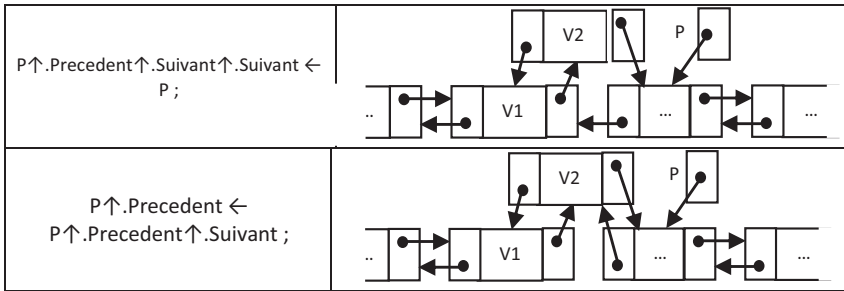 P↑.Precedent↑.Suivant↑.Suivant ←
P ;
V2
P
..
V1
...
...
P↑.Precedent ←
P↑.Precedent↑.Suivant ;
V2
P
..
V1
...
...